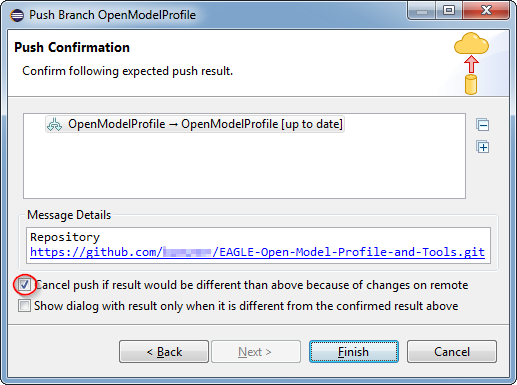 Push Branch OpenModelProfile
Push Confirmation
Confirm following expected push result.
OpenModelProfile → OpenModelProfile [up to date]
Message Details
Repository
https://github.com/ /EAGLE-Open-Model-Profile-and-Tools.git
Cancel push if result would be different than above because of changes on remote
Show dialog with result only when it is different from the confirmed result above
< Back
Next >
Finish
Cancel